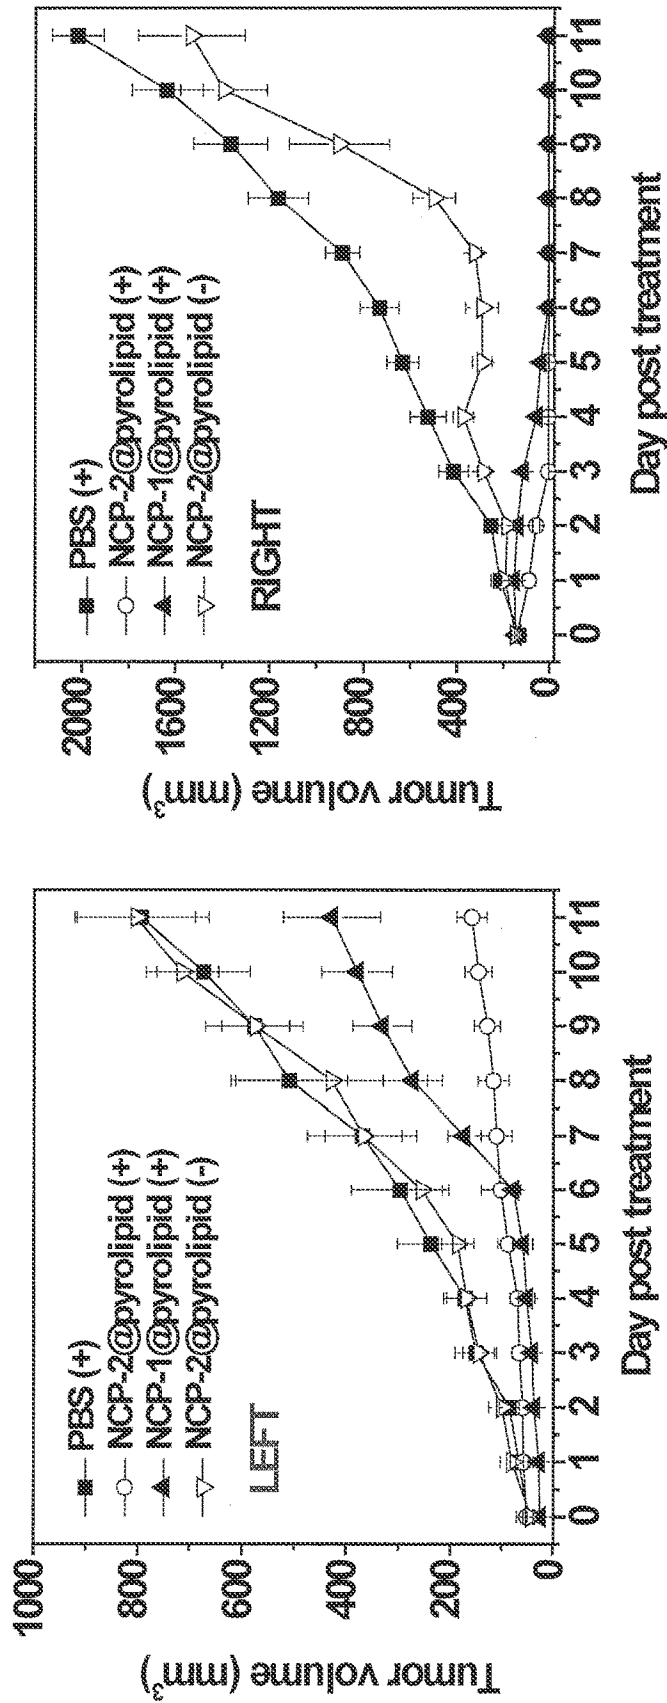 Tumor volume (mm³)
1000
800
600
400
200
0
PBS (+)
NCP-2@pyrolipid (+)
NCP-1@pyrolipid (+)
NCP-2@pyrolipid (-)
LEFT
0 1 2 3 4 5 6 7 8 9 10 11
Day post treatment
Tumor volume (mm³)
2000
1600
1200
800
400
0
PBS (+)
NCP-2@pyrolipid (+)
NCP-1@pyrolipid (+)
NCP-2@pyrolipid (-)
RIGHT
0 1 2 3 4 5 6 7 8 9 10 11
Day post treatment